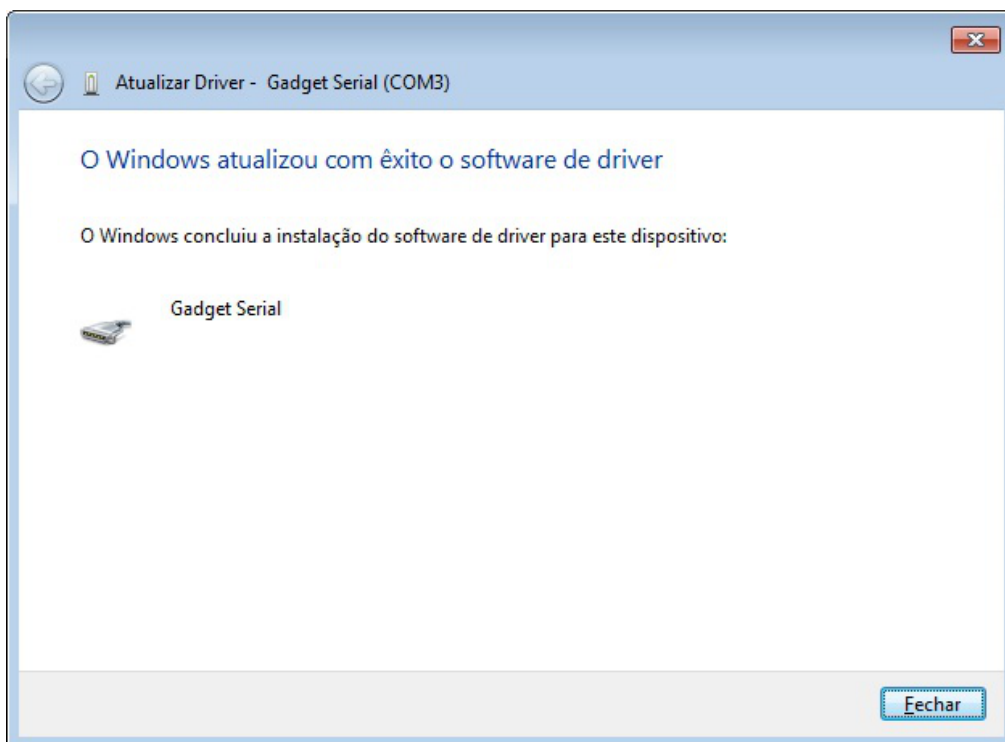 Atualizar Driver - Gadget Serial (COM3)
O Windows atualizou com êxito o software de driver
O Windows concluiu a instalação do software de driver para este dispositivo:
Gadget Serial
Fechar